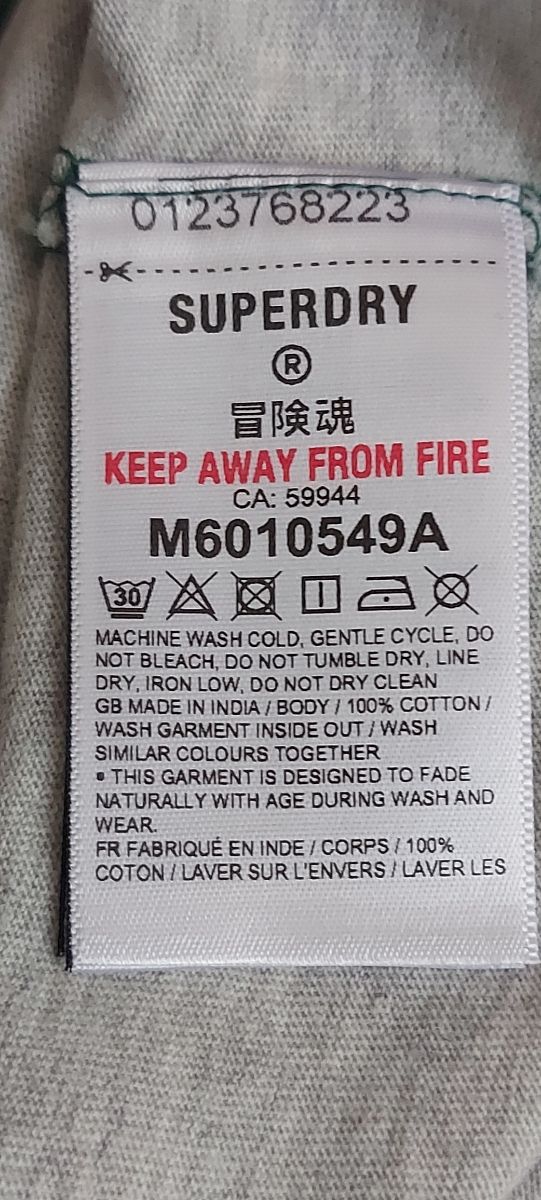 0123768223
SUPERDRY
®
冒険魂
KEEP AWAY FROM FIRE
CA: 59944
M6010549A
30
MACHINE WASH COLD, GENTLE CYCLE, DO
NOT BLEACH, DO NOT TUMBLE DRY, LINE
DRY, IRON LOW, DO NOT DRY CLEAN
GB MADE IN INDIA / BODY / 100% COTTON /
WASH GARMENT INSIDE OUT / WASH
SIMILAR COLOURS TOGETHER
• THIS GARMENT IS DESIGNED TO FADE
NATURALLY WITH AGE DURING WASH AND
WEAR.
FR FABRIQUÉ EN INDE / CORPS / 100%
COTON / LAVER SUR L'ENVERS / LAVER LES